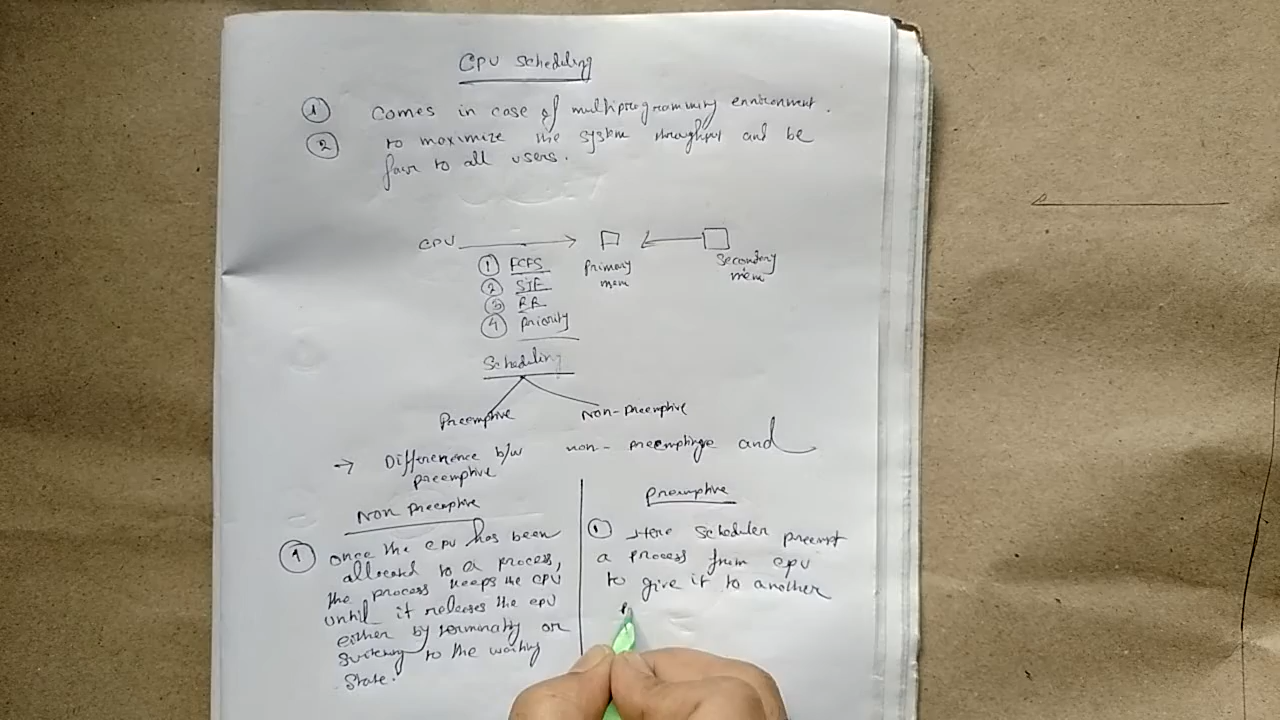 CPU Scheduling
① Comes in case of multiprogramming environment.
② to maximize the system throughput and be
fair to all users.
CPU
① FCFS
② SJF
③ RR
④ Priority
Primary
mem
Secondary
mem
Scheduling
Preemptive
Non-preemptive
→ Difference b/w non-preemptive and
preemptive
Non Preemptive
① once the cpu has been
allocated to a process,
the process keeps the CPU
until it releases the cpu
either by terminating or
switching to the waiting
State.
Preemptive
① Here scheduler preempt
a process from cpu
to give it to another